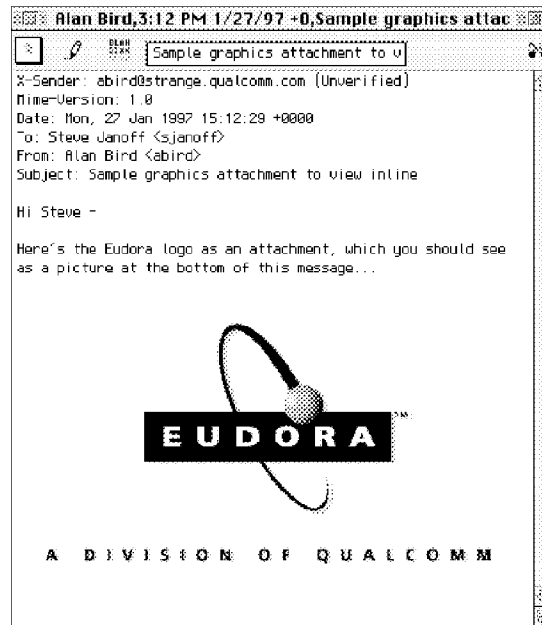 Alan Bird,3:12 PM 1/27/97 +0,Sample graphics attac
BLAH
Sample graphics attachment to v
X-Sender: abird@strange.qualcomm.com (Unverified)
Mime-Version: 1.0
Date: Mon, 27 Jan 1997 15:12:29 +0000
To: Steve Janoff <sjanoff>
From: Alan Bird <abird>
Subject: Sample graphics attachment to view inline
Hi Steve -
Here's the Eudora logo as an attachment, which you should see
as a picture at the bottom of this message...
EUDORA
A DIVISION OF QUALCOMM